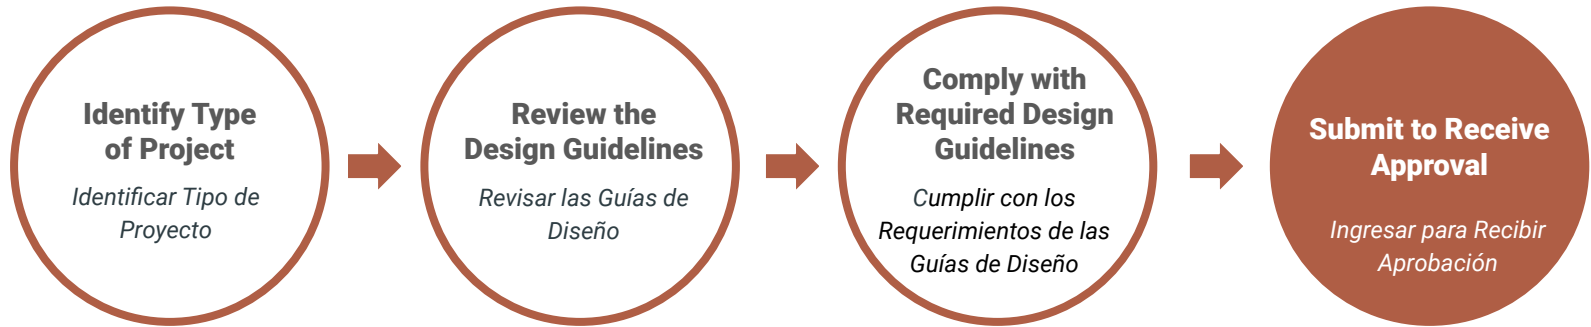 Identify Type
of Project
Identificar Tipo de
Proyecto
Review the
Design Guidelines
Revisar las Guías de
Diseño
Comply with
Required Design
Guidelines
Cumplir con los
Requerimientos de las
Guías de Diseño
Submit to Receive
Approval
Ingresar para Recibir
Aprobación